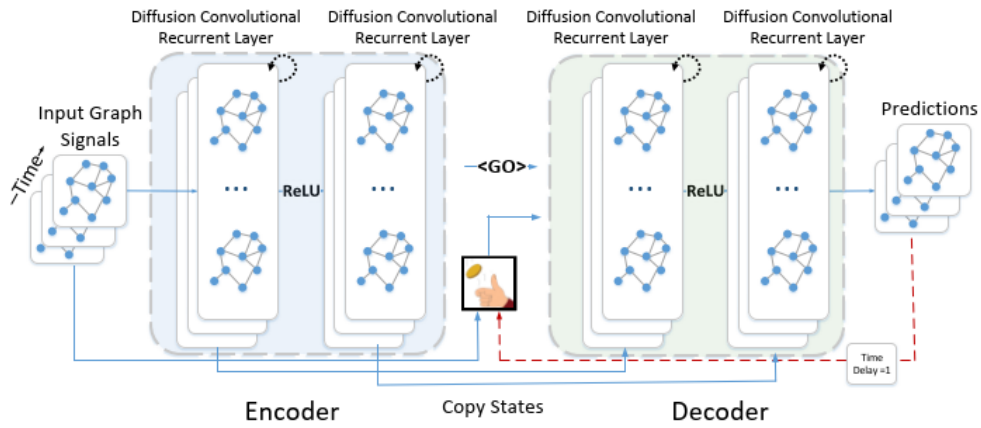 Diffusion Convolutional
Recurrent Layer
Diffusion Convolutional
Recurrent Layer
Diffusion Convolutional
Recurrent Layer
Diffusion Convolutional
Recurrent Layer
Input Graph
Signals
Time
Predictions
<GO>
...
ReLU
...
...
ReLU
...
Time
Delay =1
Encoder
Copy States
Decoder